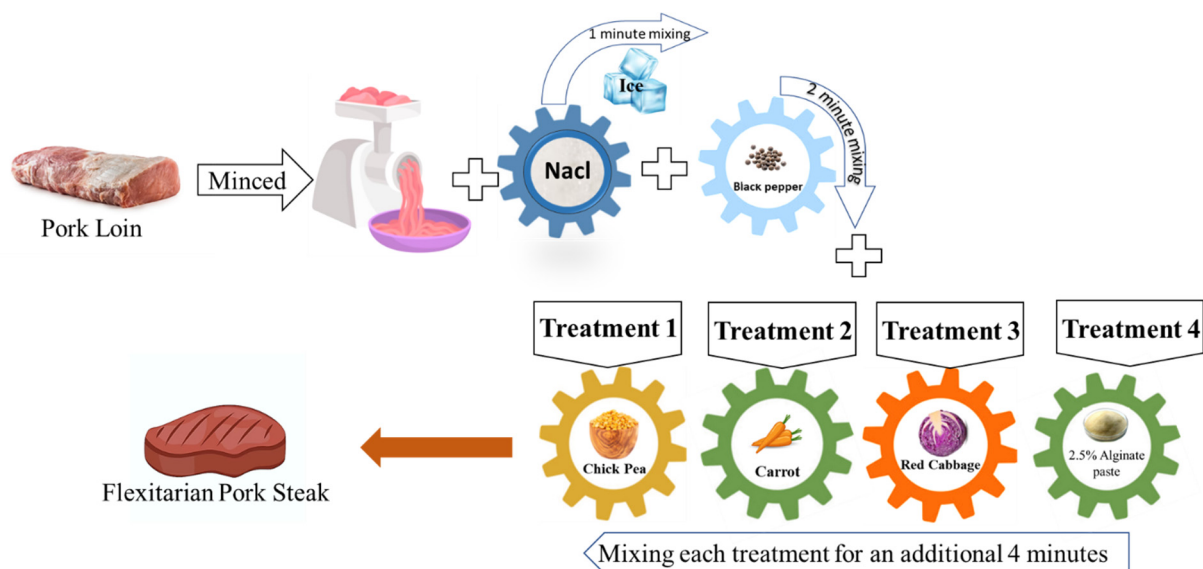 1 minute mixing
Ice
2 minute mixing
Minced
Nacl
Black pepper
Pork Loin
Treatment 1
Treatment 2
Treatment 3
Treatment 4
Chick Pea
Carrot
Red Cabbage
2.5% Alginate
paste
Flexitarian Pork Steak
Mixing each treatment for an additional 4 minutes